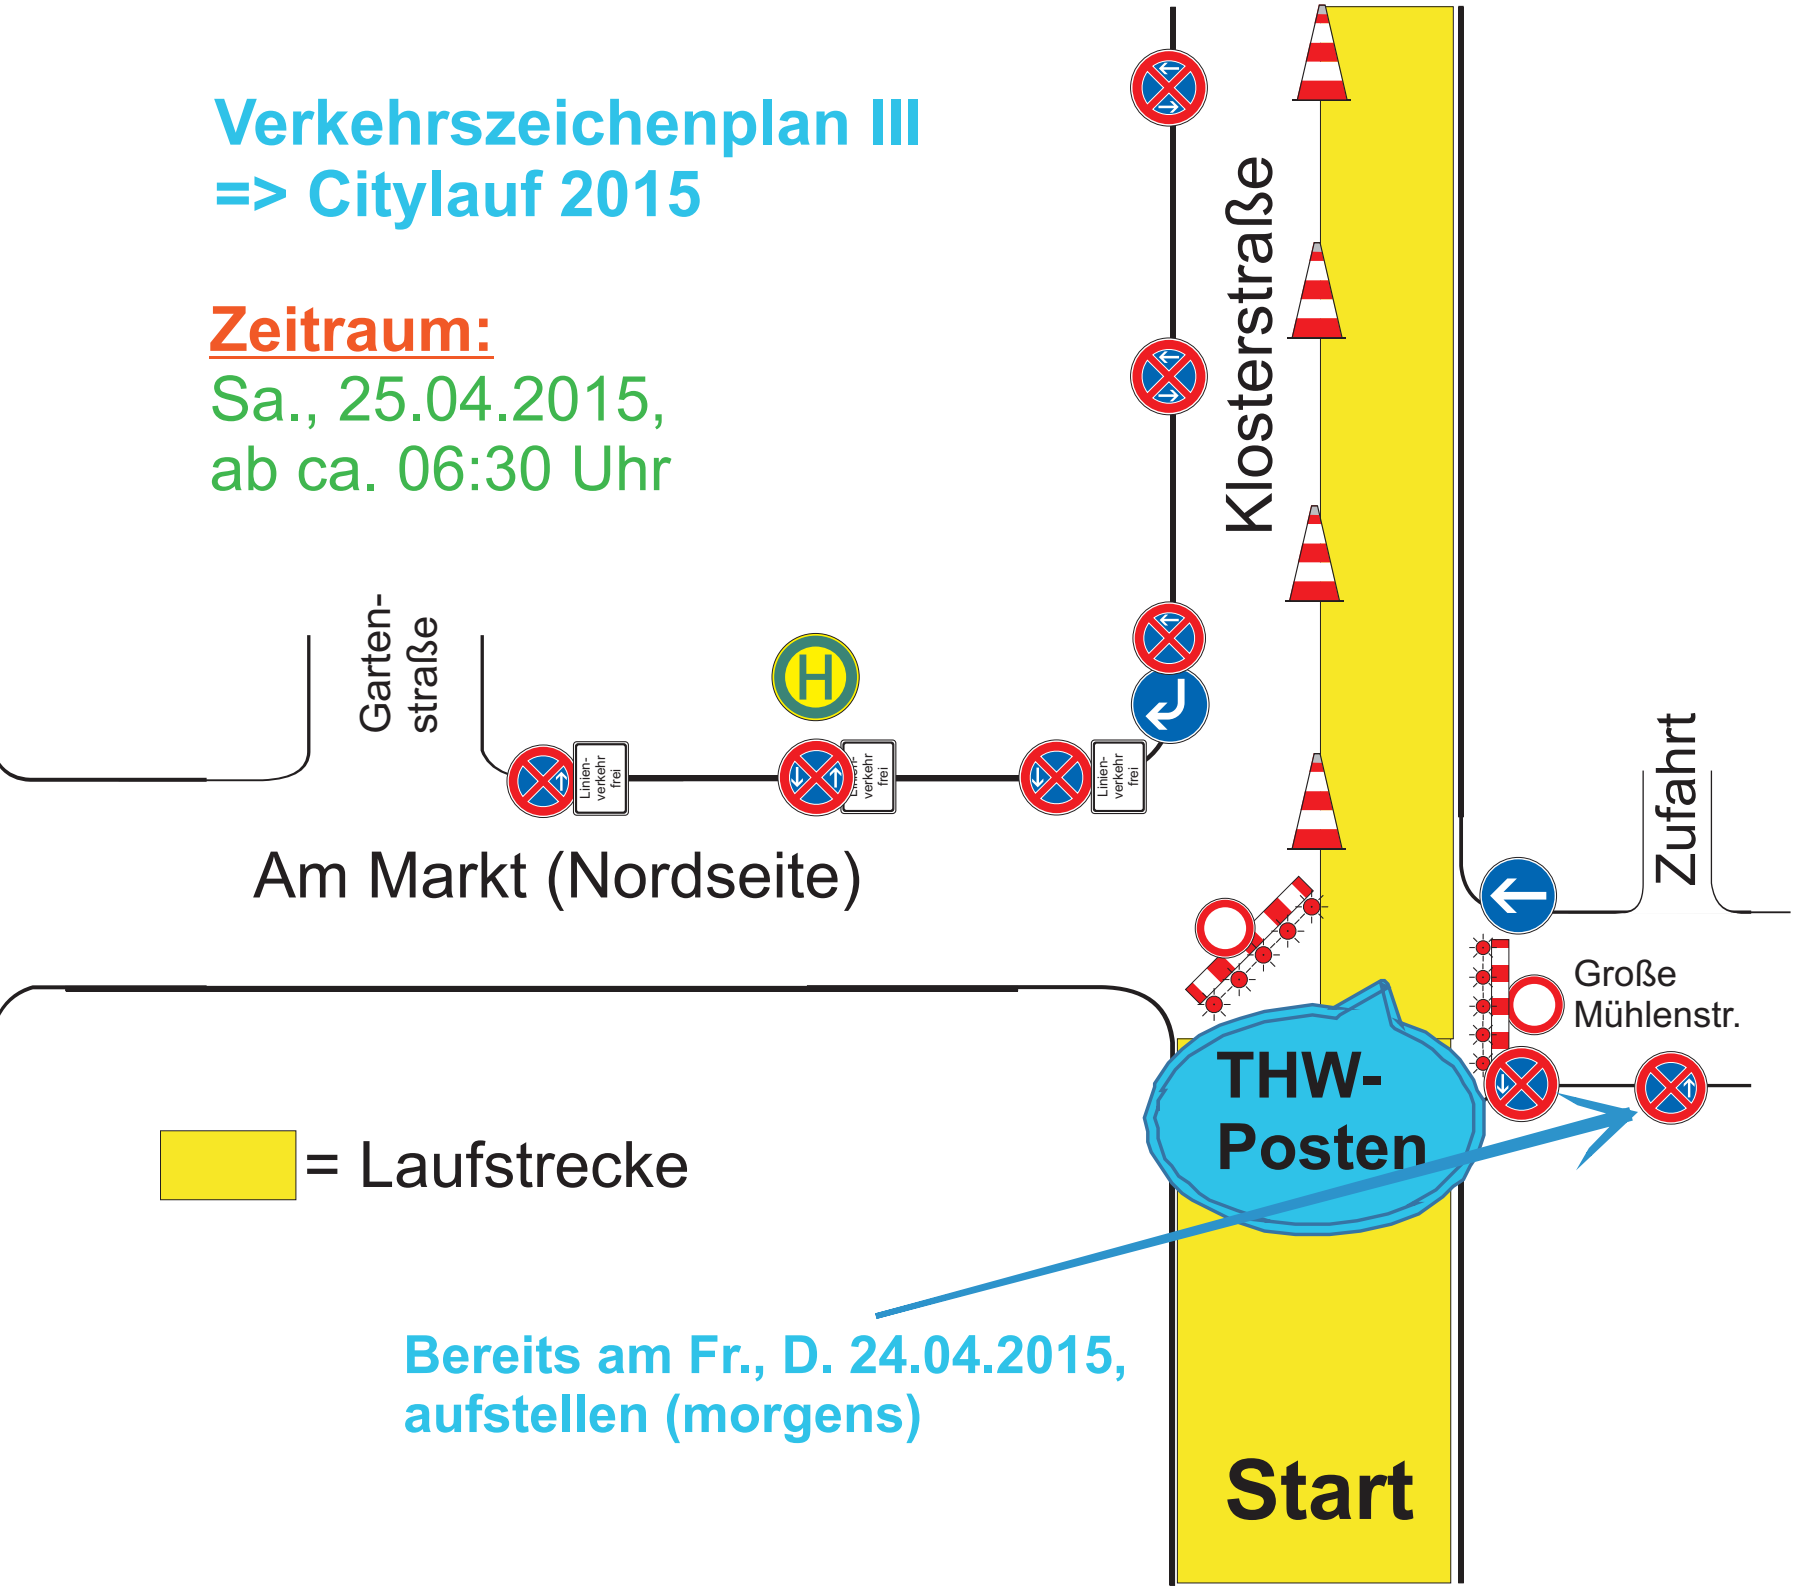 Verkehrszeichenplan III
=> Citylauf 2015
Zeitraum:
Sa., 25.04.2015,
ab ca. 06:30 Uhr
Klosterstraße
Garten-
straße
H
Linien-
verkehr
frei
Linien-
verkehr
frei
Linien-
verkehr
frei
Am Markt (Nordseite)
Zufahrt
Große
Mühlenstr.
THW-
Posten
= Laufstrecke
Bereits am Fr., D. 24.04.2015,
aufstellen (morgens)
Start